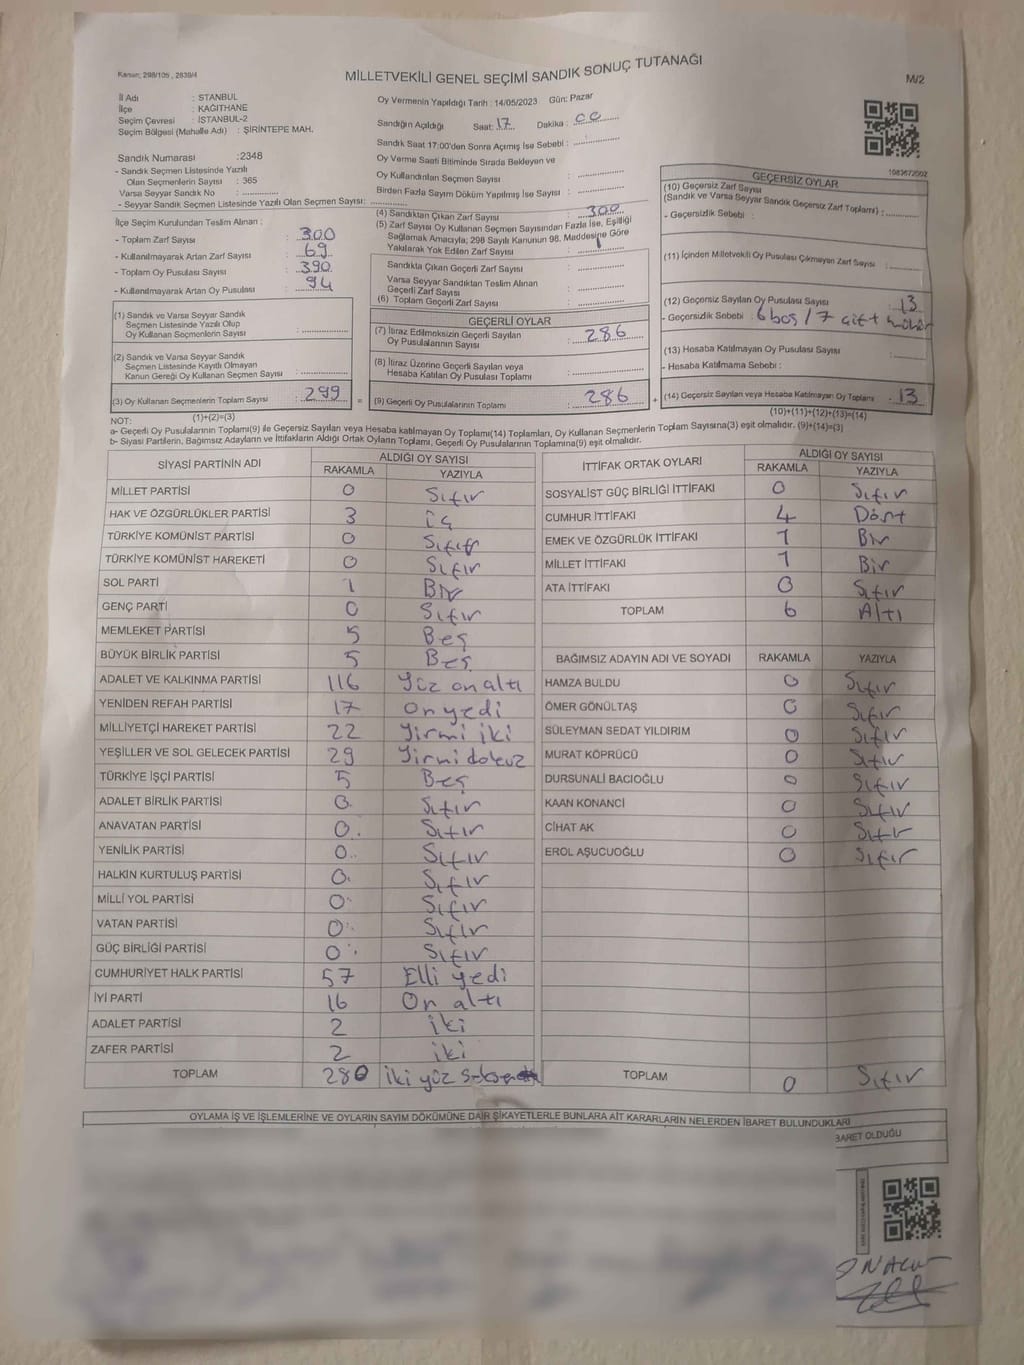 Kanun; 298/105 , 2839/4
MİLLETVEKİLİ GENEL SEÇİMİ SANDIK SONUÇ TUTANAĞI
M/2
İl Adı : STANBUL
İlçe : KAĞITHANE
Seçim Çevresi : İSTANBUL-2
Seçim Bölgesi (Mahalle Adı) : ŞİRİNTEPE MAH.
Sandık Numarası :2348
- Sandık Seçmen Listesinde Yazılı
Olan Seçmenlerin Sayısı : 365
Varsa Seyyar Sandık No : ..............
- Seyyar Sandık Seçmen Listesinde Yazılı Olan Seçmen Sayısı: ..............
İlçe Seçim Kurulundan Teslim Alınan :
- Toplam Zarf Sayısı : 300
- Kullanılmayarak Artan Zarf Sayısı : 69
- Toplam Oy Pusulası Sayısı : 390
- Kullanılmayarak Artan Oy Pusulası : 94
(1) Sandık ve Varsa Seyyar Sandık
Seçmen Listesinde Yazılı Olup
Oy Kullanan Seçmenlerin Sayısı : ..............
(2) Sandık ve Varsa Seyyar Sandık
Seçmen Listesinde Kayıtlı Olmayan
Kanun Gereği Oy Kullanan Seçmen Sayısı : ..............
(3) Oy Kullanan Seçmenlerin Toplam Sayısı : 299 =
(1)+(2)=(3)
Oy Vermenin Yapıldığı Tarih : 14/05/2023 Gün: Pazar
Sandığın Açıldığı Saat: 17 Dakika : 00
Sandık Saat 17:00'den Sonra Açımış İse Sebebi : ..............
Oy Verme Saati Bitiminde Sırada Bekleyen ve
Oy Kullandırılan Seçmen Sayısı : ..............
Birden Fazla Sayım Döküm Yapılmış İse Sayısı : ..............
(4) Sandıktan Çıkan Zarf Sayısı : 300
(5) Zarf Sayısı Oy Kullanan Seçmen Sayısından Fazla İse, Eşitliği
Sağlamak Amacıyla; 298 Sayılı Kanunun 98. Maddesine Göre
Yakılarak Yok Edilen Zarf Sayısı : 1
Sandıkta Çıkan Geçerli Zarf Sayısı : ..............
Varsa Seyyar Sandıktan Teslim Alınan
Geçerli Zarf Sayısı : ..............
(6) Toplam Geçerli Zarf Sayısı : ..............
GEÇERLİ OYLAR
(7) İtiraz Edilmeksizin Geçerli Sayılan
Oy Pusulalarının Sayısı : 286
(8) İtiraz Üzerine Geçerli Sayılan veya
Hesaba Katılan Oy Pusulası Toplamı : ..............
(9) Geçerli Oy Pusulalarının Toplamı : 286 +
1083672002
GEÇERSİZ OYLAR
(10) Geçersiz Zarf Sayısı
(Sandık ve Varsa Seyyar Sandık Geçersiz Zarf Toplamı) : ..............
- Geçersizlik Sebebi :
(11) İçinden Milletvekili Oy Pusulası Çıkmayan Zarf Sayısı : ..............
(12) Geçersiz Sayılan Oy Pusulası Sayısı : 13
- Geçersizlik Sebebi : 6 boş / 7 çift mühür
(13) Hesaba Katılmayan Oy Pusulası Sayısı : ..............
- Hesaba Katılmama Sebebi :
(14) Geçersiz Sayılan veya Hesaba Katılmayan Oy Toplamı : 13
(10)+(11)+(12)+(13)=(14)
NOT:
a- Geçerli Oy Pusulalarının Toplamı(9) ile Geçersiz Sayılan veya Hesaba katılmayan Oy Toplamı(14) Toplamları, Oy Kullanan Seçmenlerin Toplam Sayısına(3) eşit olmalıdır. (9)+(14)=(3)
b- Siyasi Partilerin, Bağımsız Adayların ve İttifakların Aldığı Ortak Oyların Toplamı, Geçerli Oy Pusulalarının Toplamına(9) eşit olmalıdır.
SİYASİ PARTİNİN ADI ALDIĞI OY SAYISI
RAKAMLA YAZIYLA
MİLLET PARTİSİ 0 Sıfır
HAK VE ÖZGÜRLÜKLER PARTİSİ 3 üç
TÜRKİYE KOMÜNİST PARTİSİ 0 Sıfır
TÜRKİYE KOMÜNİST HAREKETİ 0 Sıfır
SOL PARTİ 1 Bir
GENÇ PARTİ 0 Sıfır
MEMLEKET PARTİSİ 5 Beş
BÜYÜK BİRLİK PARTİSİ 5 Beş
ADALET VE KALKINMA PARTİSİ 116 Yüz on altı
YENİDEN REFAH PARTİSİ 17 On yedi
MİLLİYETÇİ HAREKET PARTİSİ 22 Yirmi iki
YEŞİLLER VE SOL GELECEK PARTİSİ 29 Yirmi dokuz
TÜRKİYE İŞÇİ PARTİSİ 5 Beş
ADALET BİRLİK PARTİSİ 0 Sıfır
ANAVATAN PARTİSİ 0 Sıfır
YENİLİK PARTİSİ 0 Sıfır
HALKIN KURTULUŞ PARTİSİ 0 Sıfır
MİLLİ YOL PARTİSİ 0 Sıfır
VATAN PARTİSİ 0 Sıfır
GÜÇ BİRLİĞİ PARTİSİ 0 Sıfır
CUMHURİYET HALK PARTİSİ 57 Elli yedi
İYİ PARTİ 16 On altı
ADALET PARTİSİ 2 iki
ZAFER PARTİSİ 2 iki
TOPLAM 280 iki yüz seksen
İTTİFAK ORTAK OYLARI ALDIĞI OY SAYISI
RAKAMLA YAZIYLA
SOSYALİST GÜÇ BİRLİĞİ İTTİFAKI 0 Sıfır
CUMHUR İTTİFAKI 4 Dört
EMEK VE ÖZGÜRLÜK İTTİFAKI 1 Bir
MİLLET İTTİFAKI 1 Bir
ATA İTTİFAKI 0 Sıfır
TOPLAM 6 Altı
BAĞIMSIZ ADAYIN ADI VE SOYADI RAKAMLA YAZIYLA
HAMZA BULDU 0 Sıfır
ÖMER GÖNÜLTAŞ 0 Sıfır
SÜLEYMAN SEDAT YILDIRIM 0 Sıfır
MURAT KÖPRÜCÜ 0 Sıfır
DURSUNALİ BACIOĞLU 0 Sıfır
KAAN KONANCİ 0 Sıfır
CİHAT AK 0 Sıfır
EROL AŞUCUOĞLU 0 Sıfır
TOPLAM 0 Sıfır
OYLAMA İŞ VE İŞLEMLERİNE VE OYLARIN SAYIM DÖKÜMÜNE DAİR ŞİKAYETLERLE BUNLARA AİT KARARLARIN NELERDEN İBARET BULUNDUKLARI
BARET OLDUĞU